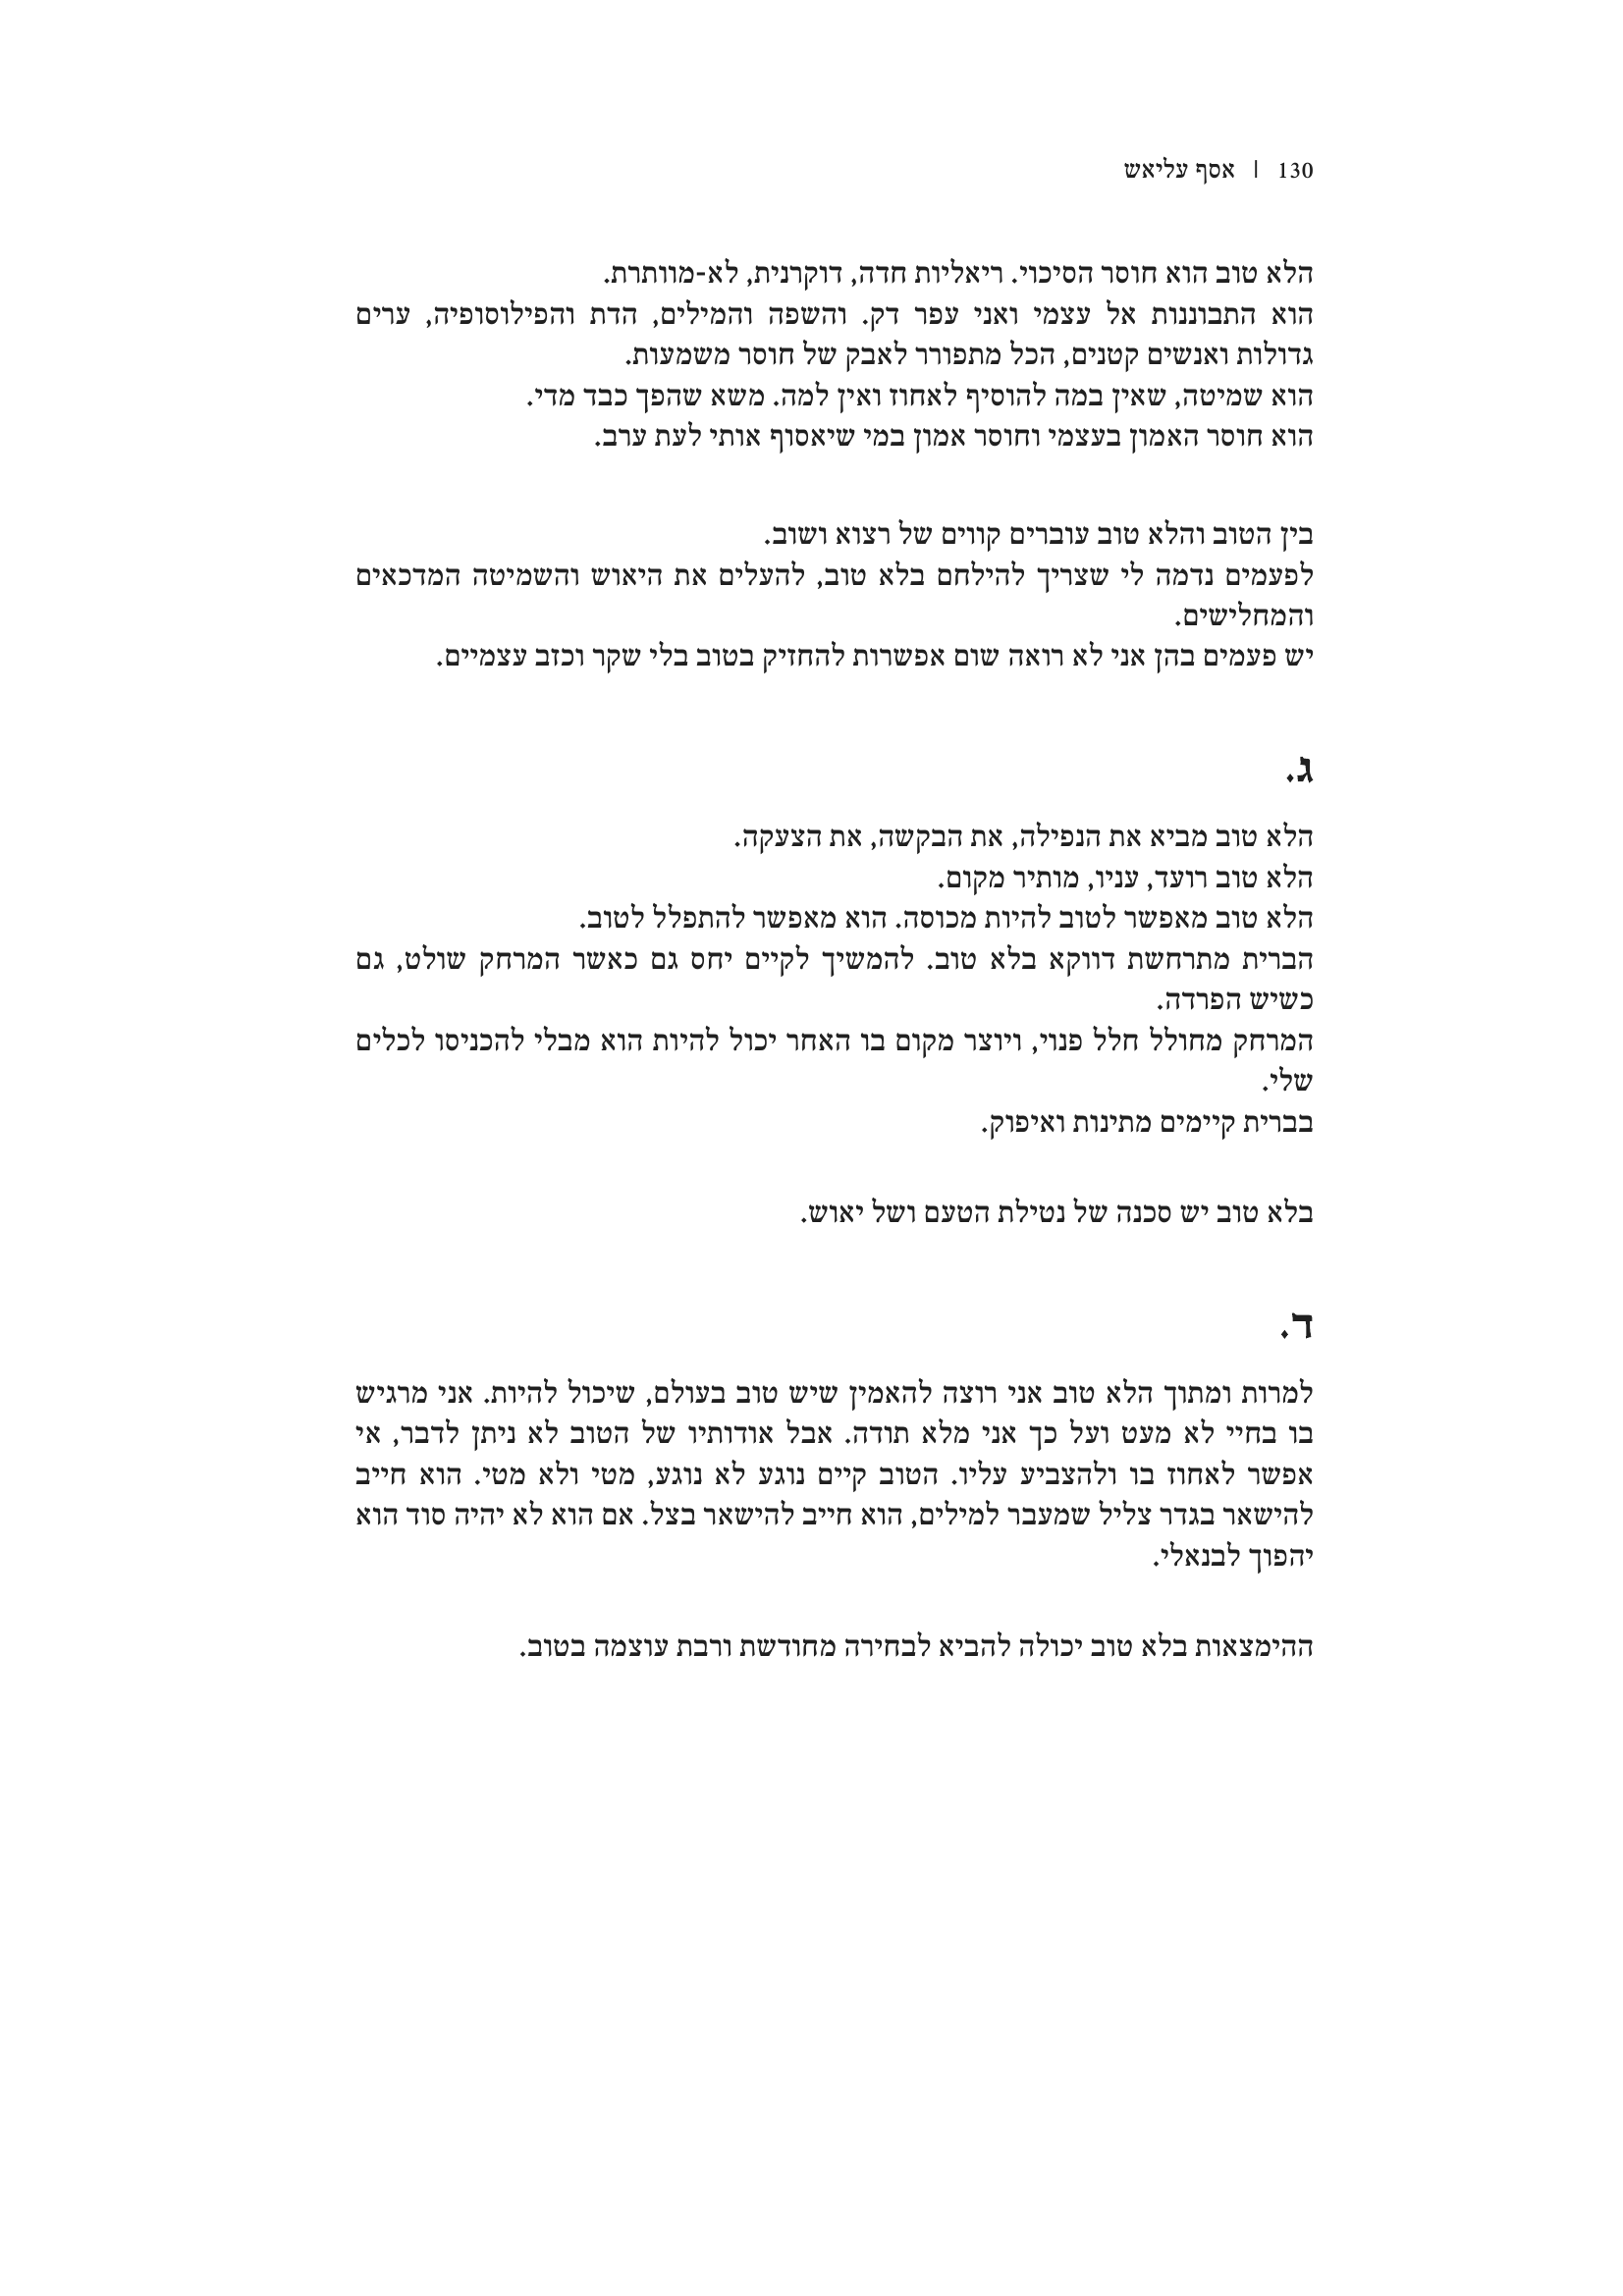 130 | אסף עליאש
הלא טוב הוא חוסר הסיכוי. ריאליות חדה, דוקרנית, לא-מוותרת.
הוא התבוננות אל עצמי ואני עפר דק. והשפה והמילים, הדת והפילוסופיה, ערים
גדולות ואנשים קטנים, הכל מתפורר לאבק של חוסר משמעות.
הוא שמיטה, שאין במה להוסיף לאחוז ואין למה. משא שהפך כבד מדי.
הוא חוסר האמון בעצמי וחוסר אמון במי שיאסוף אותי לעת ערב.
בין הטוב והלא טוב עוברים קווים של רצוא ושוב.
לפעמים נדמה לי שצריך להילחם בלא טוב, להעלים את היאוש והשמיטה המדכאים
והמחלישים.
יש פעמים בהן אני לא רואה שום אפשרות להחזיק בטוב בלי שקר וכזב עצמיים.
ג.
הלא טוב מביא את הנפילה, את הבקשה, את הצעקה.
הלא טוב רועד, עניו, מותיר מקום.
הלא טוב מאפשר לטוב להיות מכוסה. הוא מאפשר להתפלל לטוב.
הברית מתרחשת דווקא בלא טוב. להמשיך לקיים יחס גם כאשר המרחק שולט, גם
כשיש הפרדה.
המרחק מחולל חלל פנוי, ויוצר מקום בו האחר יכול להיות הוא מבלי להכניסו לכלים
שלי.
בברית קיימים מתינות ואיפוק.
בלא טוב יש סכנה של נטילת הטעם ושל יאוש.
ד.
למרות ומתוך הלא טוב אני רוצה להאמין שיש טוב בעולם, שיכול להיות. אני מרגיש
בו בחיי לא מעט ועל כך אני מלא תודה. אבל אודותיו של הטוב לא ניתן לדבר, אי
אפשר לאחוז בו ולהצביע עליו. הטוב קיים נוגע לא נוגע, מטי ולא מטי. הוא חייב
להישאר בגדר צליל שמעבר למילים, הוא חייב להישאר בצל. אם הוא לא יהיה סוד הוא
יהפוך לבנאלי.
ההימצאות בלא טוב יכולה להביא לבחירה מחודשת ורבת עוצמה בטוב.